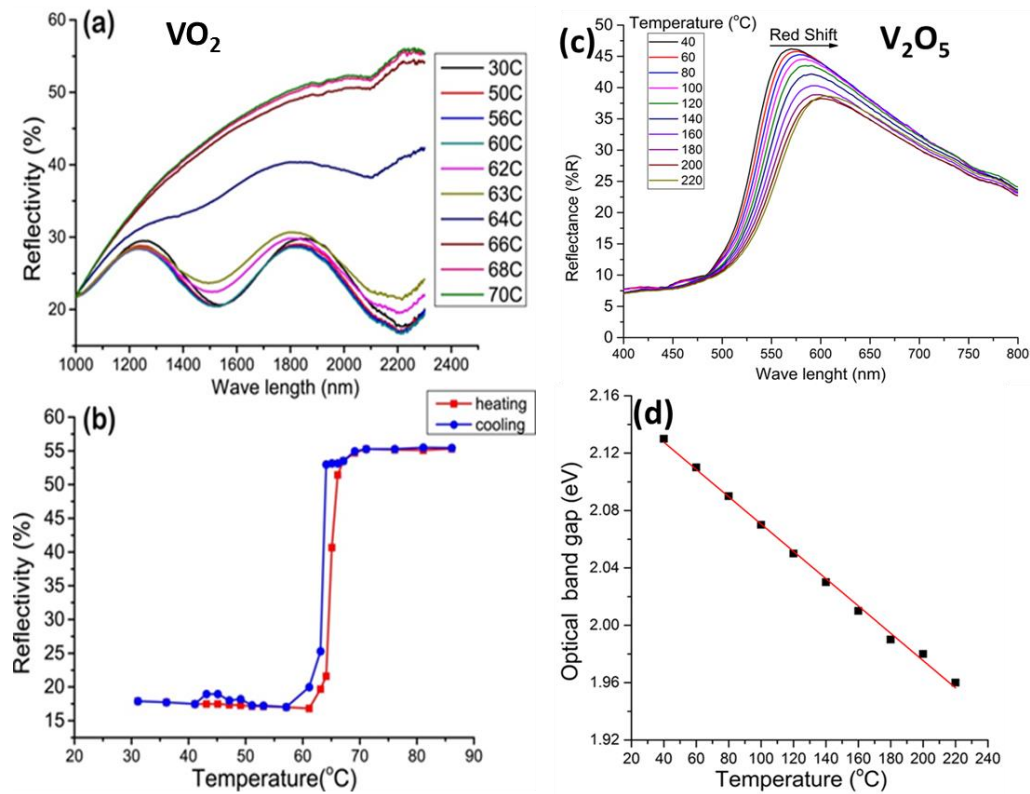 (a)
VO2
Reflectivity (%)
60
50
40
30
20
1000 1200 1400 1600 1800 2000 2200 2400
Wave length (nm)
30C
50C
56C
60C
62C
63C
64C
66C
68C
70C
(c)
V2O5
Temperature (°C)
40
60
80
100
120
140
160
180
200
220
Red Shift
Reflectance (%R)
50
45
40
35
30
25
20
15
10
5
0
400 450 500 550 600 650 700 750 800
Wave lenght (nm)
(b)
heating
cooling
Reflectivity (%)
60
55
50
45
40
35
30
25
20
15
20 30 40 50 60 70 80 90
Temperature(°C)
(d)
Optical band gap (eV)
2.16
2.12
2.08
2.04
2.00
1.96
1.92
20 40 60 80 100 120 140 160 180 200 220 240
Temperature (°C)